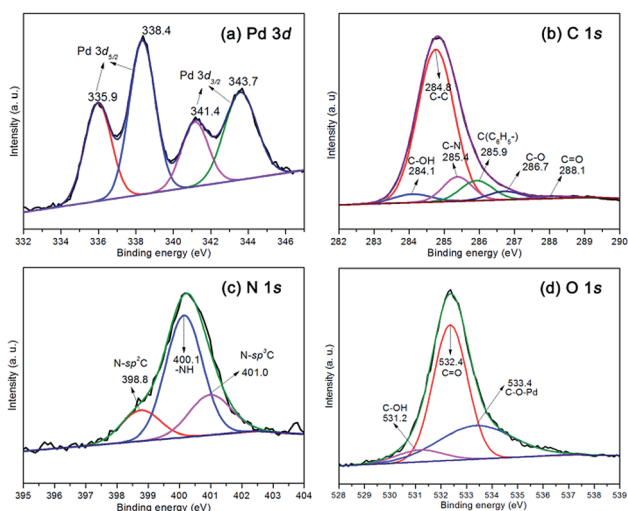 (a) Pd 3d
Pd 3d5/2
338.4
335.9
Pd 3d3/2
343.7
341.4
Intensity (a. u.)
332 334 336 338 340 342 344 346
Binding energy (eV)
(b) C 1s
284.8
C-C
C-OH
284.1
C-N
285.4
C(C6H5-)
285.9
C-O
286.7
C=O
288.1
Intensity (a. u.)
282 283 284 285 286 287 288 289 290
Binding energy (eV)
(c) N 1s
N-sp2C
398.8
400.1
-NH
N-sp3C
401.0
Intensity (a. u.)
395 396 397 398 399 400 401 402 403 404
Binding energy (eV)
(d) O 1s
532.4
C=O
533.4
C-O-Pd
C-OH
531.2
Intensity (a. u.)
528 529 530 531 532 533 534 535 536 537 538 539
Binding energy (eV)